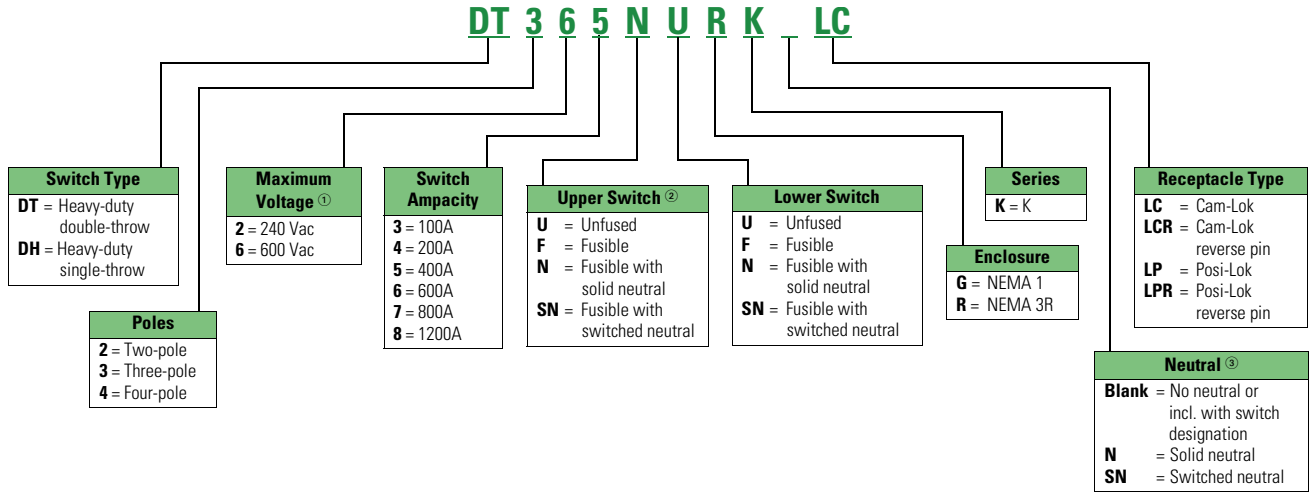 DT 3 6 5 N U R K _ LC
Switch Type
DT = Heavy-duty
double-throw
DH = Heavy-duty
single-throw
Poles
2 = Two-pole
3 = Three-pole
4 = Four-pole
Maximum
Voltage ①
2 = 240 Vac
6 = 600 Vac
Switch
Ampacity
3 = 100A
4 = 200A
5 = 400A
6 = 600A
7 = 800A
8 = 1200A
Upper Switch ②
U = Unfused
F = Fusible
N = Fusible with
solid neutral
SN = Fusible with
switched neutral
Lower Switch
U = Unfused
F = Fusible
N = Fusible with
solid neutral
SN = Fusible with
switched neutral
Enclosure
G = NEMA 1
R = NEMA 3R
Series
K = K
Neutral ③
Blank = No neutral or
incl. with switch
designation
N = Solid neutral
SN = Switched neutral
Receptacle Type
LC = Cam-Lok
LCR = Cam-Lok
reverse pin
LP = Posi-Lok
LPR = Posi-Lok
reverse pin